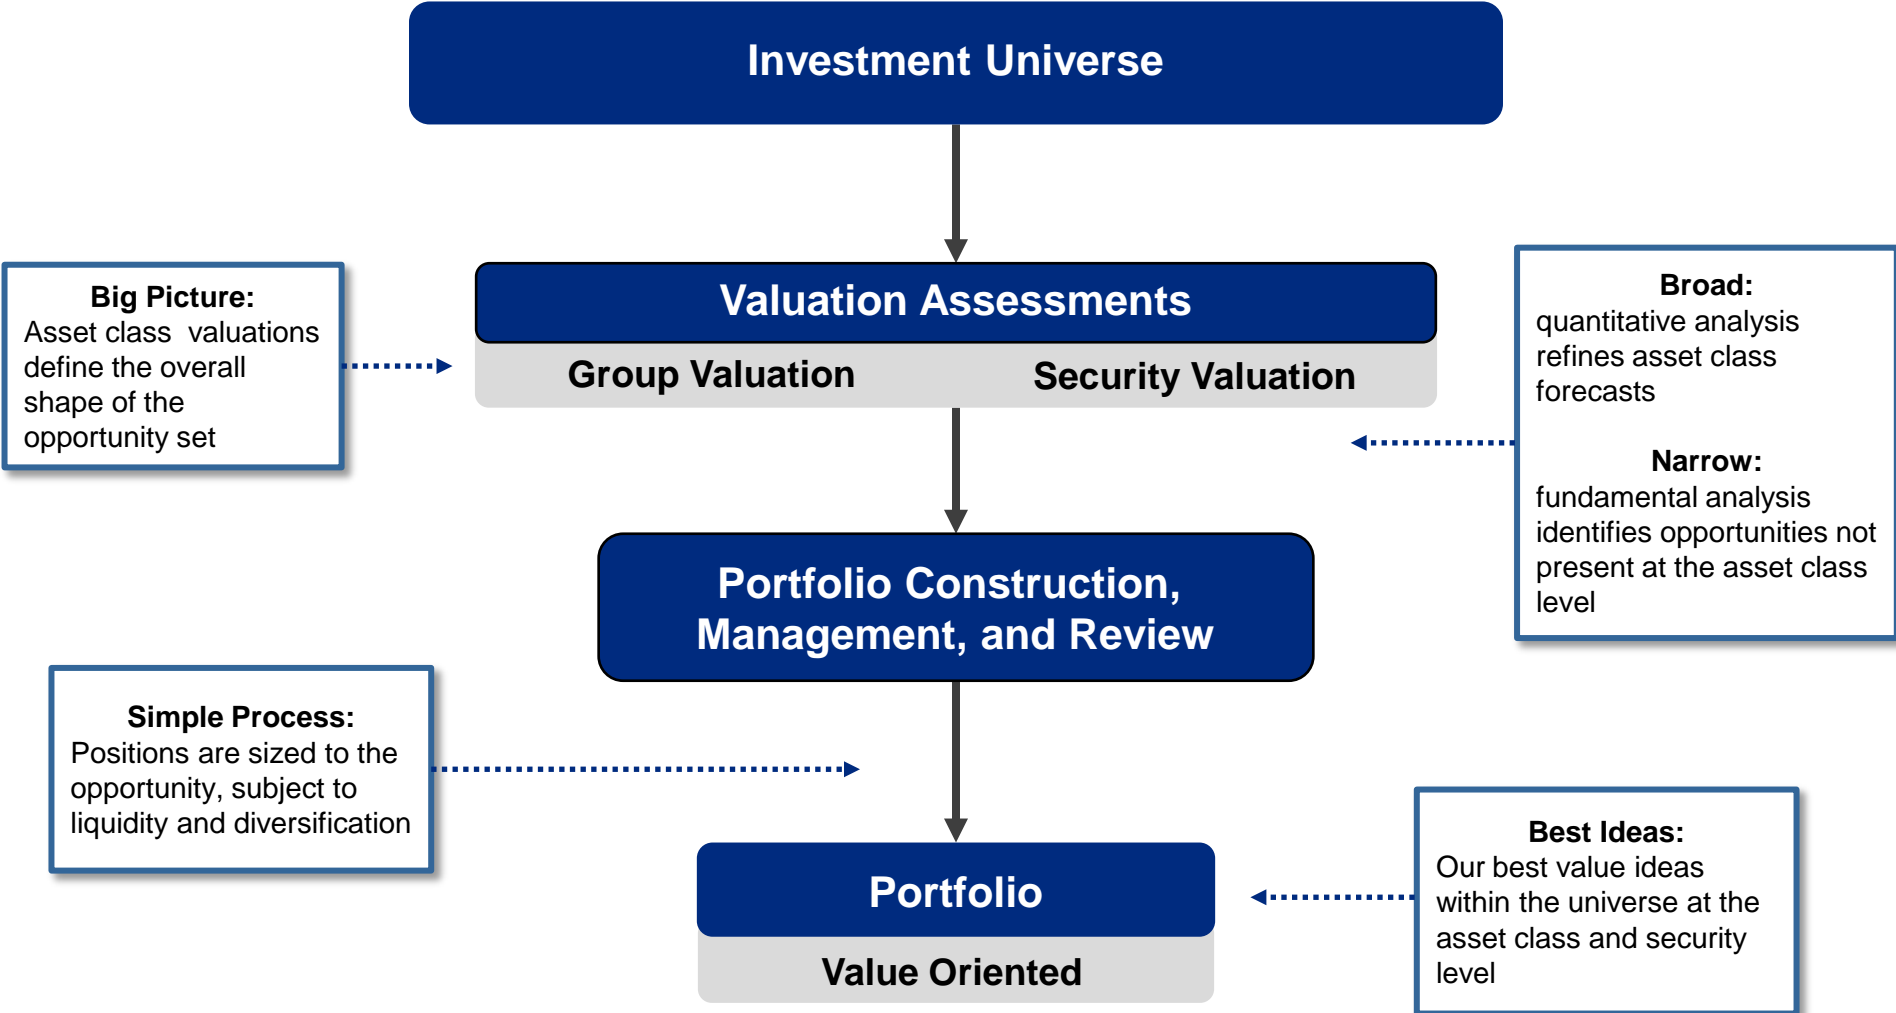 Investment Universe
Big Picture:
Asset class valuations
define the overall
shape of the
opportunity set
Valuation Assessments
Group Valuation
Security Valuation
Broad:
quantitative analysis
refines asset class
forecasts
Narrow:
fundamental analysis
identifies opportunities not
present at the asset class
level
Portfolio Construction,
Management, and Review
Simple Process:
Positions are sized to the
opportunity, subject to
liquidity and diversification
Portfolio
Value Oriented
Best Ideas:
Our best value ideas
within the universe at the
asset class and security
level